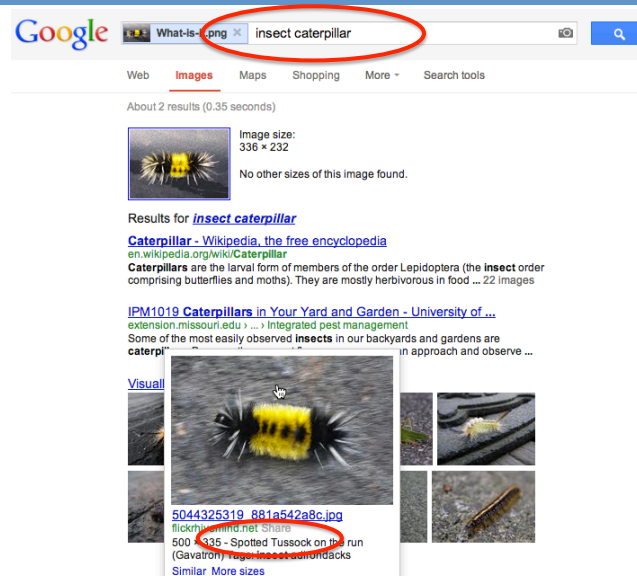 Google What-is-i .png × insect caterpillar
Web Images Maps Shopping More Search tools
About 2 results (0.35 seconds)
Image size:
336 × 232
No other sizes of this image found.
Results for insect caterpillar
Caterpillar - Wikipedia, the free encyclopedia
en.wikipedia.org/wiki/Caterpillar
Caterpillars are the larval form of members of the order Lepidoptera (the insect order
comprising butterflies and moths). They are mostly herbivorous in food ... 22 images
IPM1019 Caterpillars in Your Yard and Garden - University of ...
extension.missouri.edu › ... › Integrated pest management
Some of the most easily observed insects in our backyards and gardens are
an approach and observe ...
5044325319_881a542a8c.jpg
flickrhivemind.net Share
500 × 335 - Spotted Tussock on the run
(Gavatron) Tags: insect adirondacks
Similar More sizes